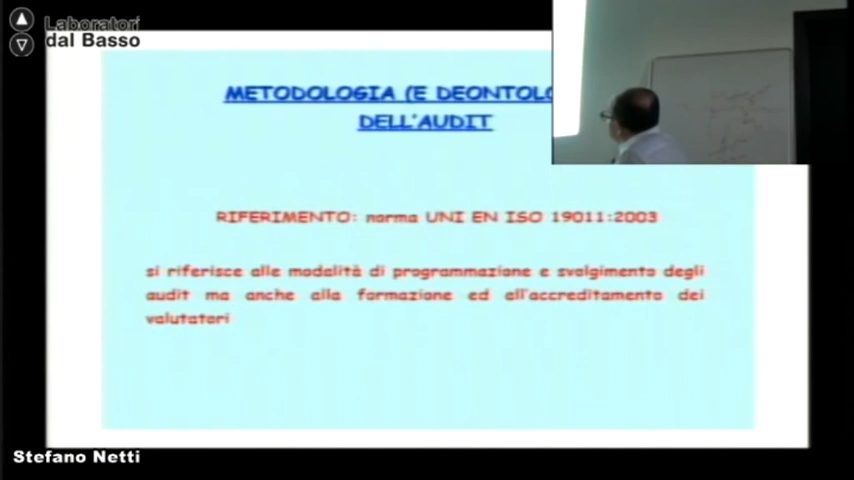 Laboratori
dal Basso
METODOLOGIA (E DEONTOLO
DELL'AUDIT
RIFERIMENTO: norma UNI EN ISO 19011:2003
si riferisce alle modalità di programmazione e svolgimento degli
audit ma anche alla formazione ed all'accreditamento dei
valutatori
Stefano Netti